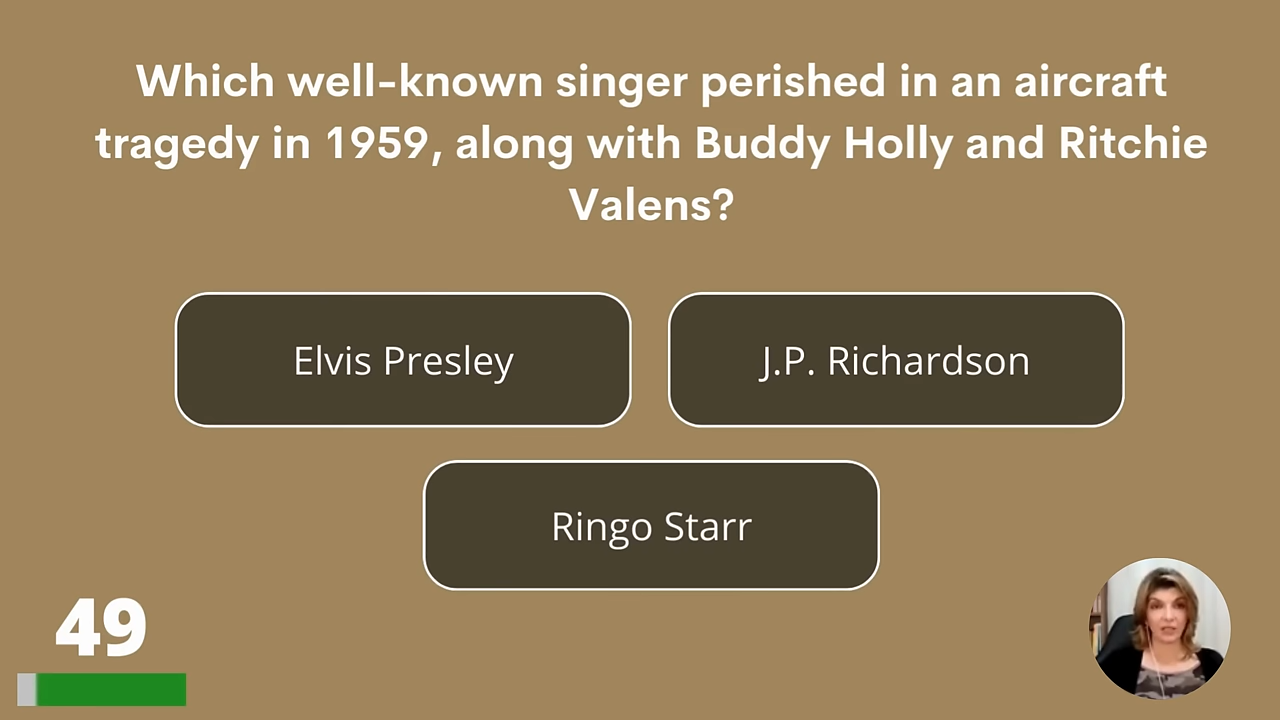 Which well-known singer perished in an aircraft
tragedy in 1959, along with Buddy Holly and Ritchie
Valens?
Elvis Presley
J.P. Richardson
Ringo Starr
49